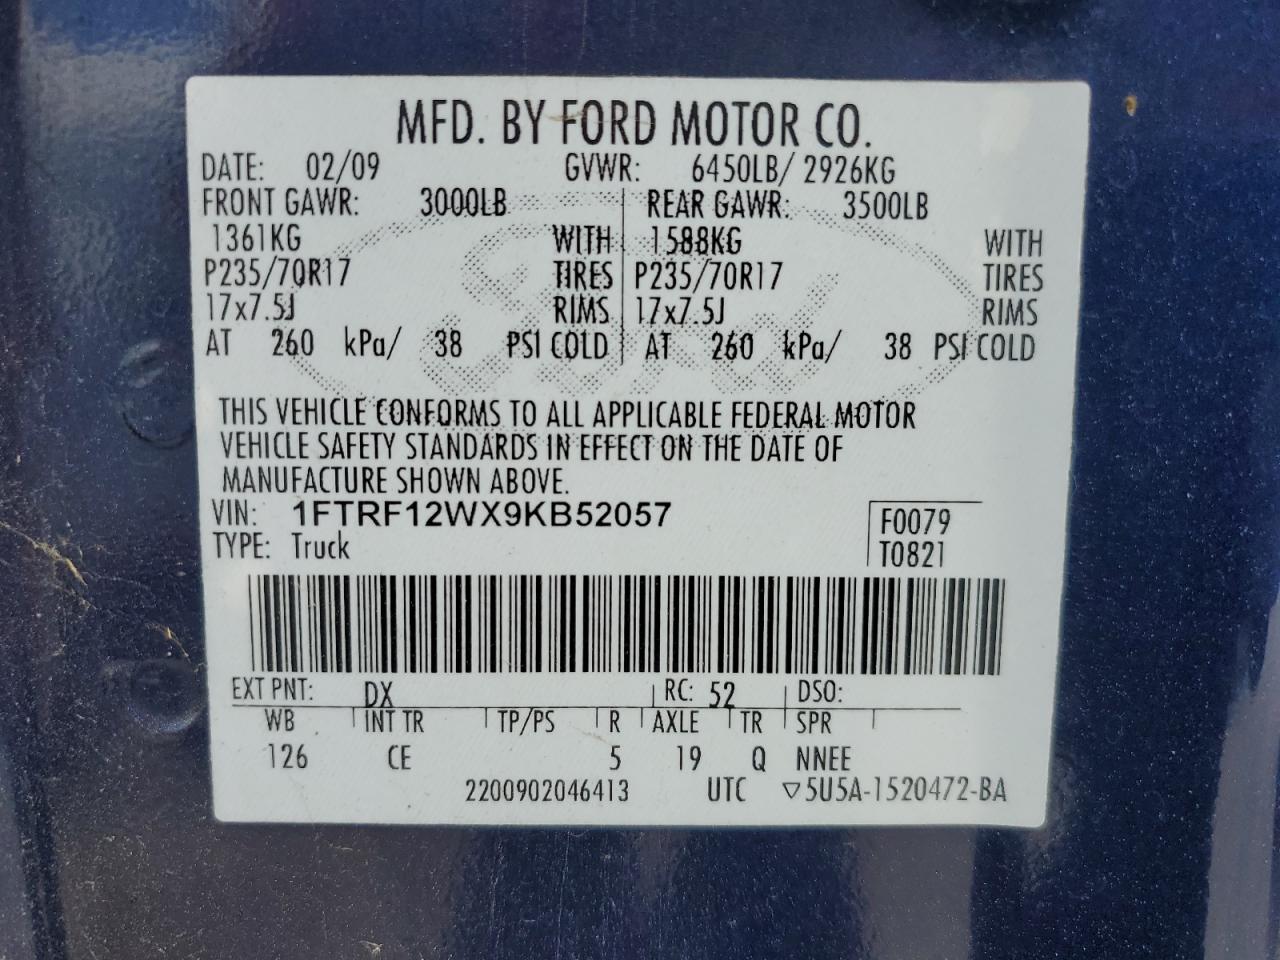 MFD. BY FORD MOTOR CO.
DATE: 02/09 GVWR: 6450LB/ 2926KG
FRONT GAWR: 3000LB REAR GAWR: 3500LB
1361KG WITH 1588KG WITH
P235/70R17 TIRES P235/70R17 TIRES
17x7.5J RIMS 17x7.5J RIMS
AT 260 kPa/ 38 PSI COLD AT 260 kPa/ 38 PSI COLD
Ford
THIS VEHICLE CONFORMS TO ALL APPLICABLE FEDERAL MOTOR
VEHICLE SAFETY STANDARDS IN EFFECT ON THE DATE OF
MANUFACTURE SHOWN ABOVE.
VIN: 1FTRF12WX9KB52057 F0079
TYPE: Truck T0821
EXT PNT: DX RC: 52 DSO:
WB INT TR TP/PS R AXLE TR SPR
126 CE 5 19 Q NNEE
2200902046413 UTC ▽5U5A-1520472-BA